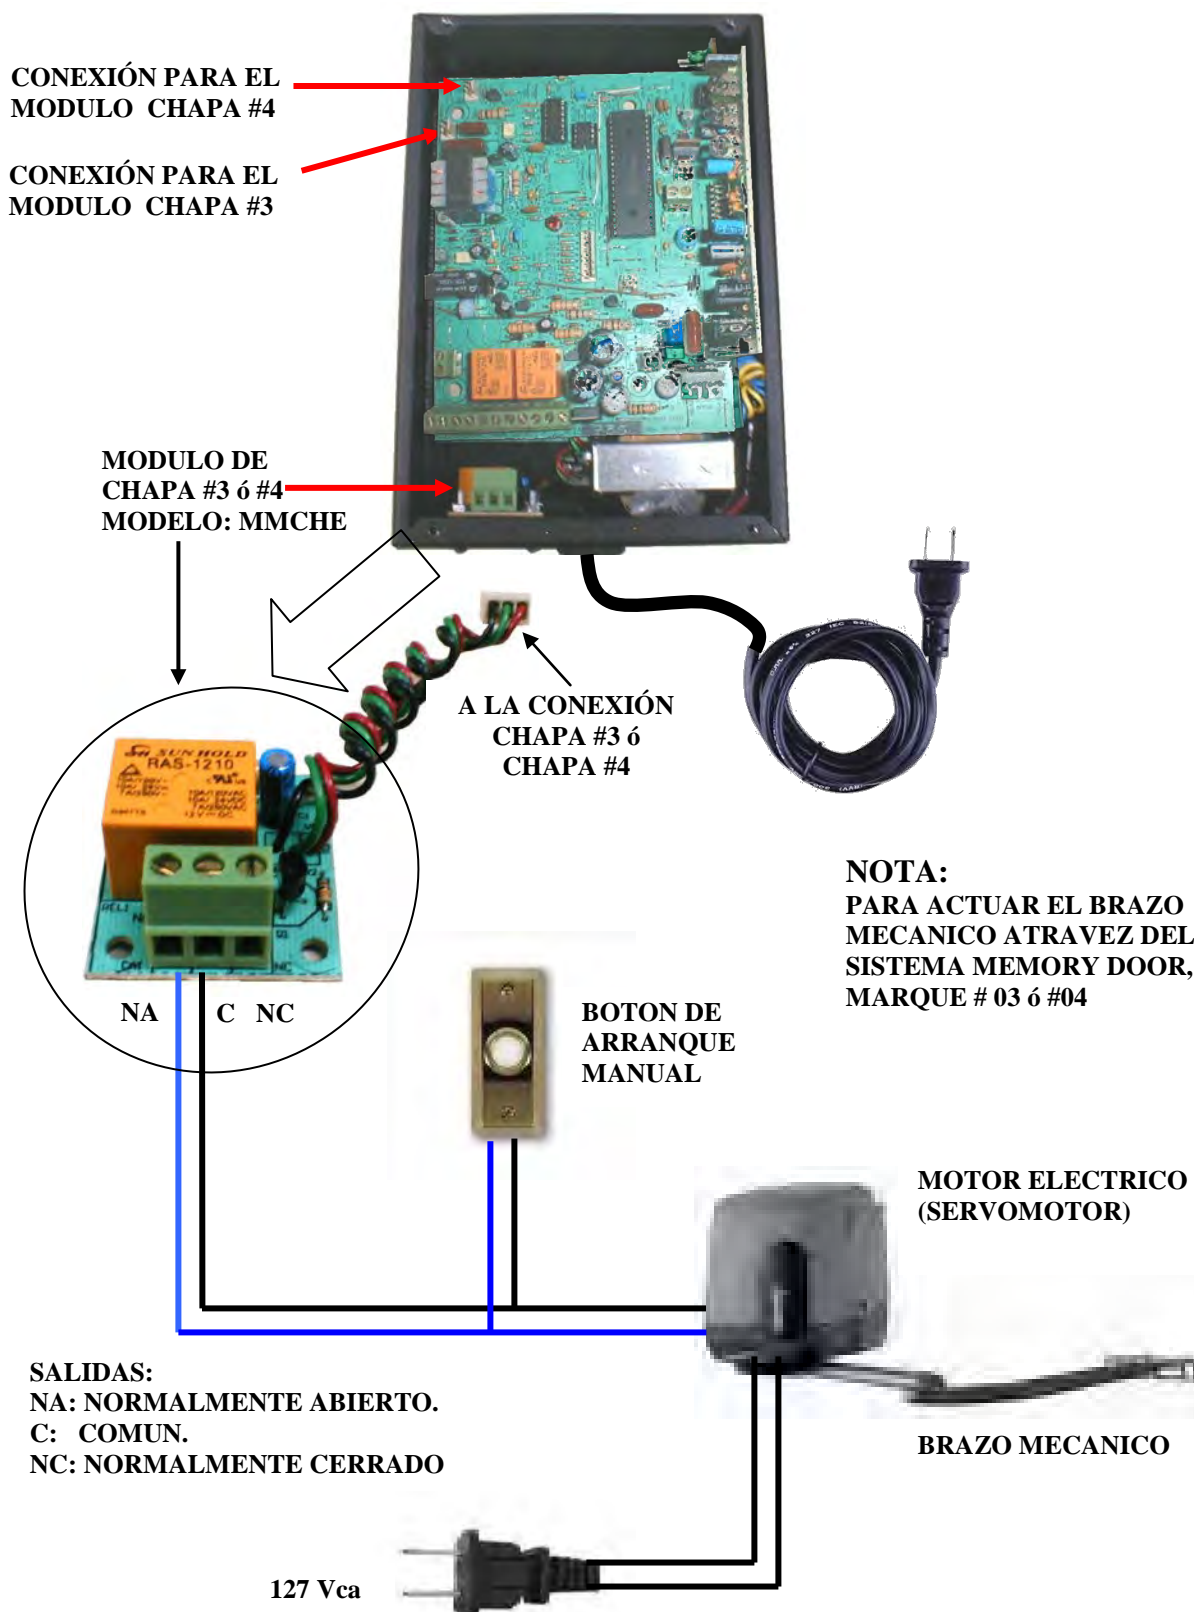 CONEXIÓN PARA EL
MODULO CHAPA #4
CONEXIÓN PARA EL
MODULO CHAPA #3
MODULO DE
CHAPA #3 ó #4
MODELO: MMCHE
A LA CONEXIÓN
CHAPA #3 ó
CHAPA #4
SUN HOLD
RAS-1210
REL1
NC
NA C NC
NOTA:
PARA ACTUAR EL BRAZO
MECANICO ATRAVEZ DEL
SISTEMA MEMORY DOOR,
MARQUE # 03 ó #04
BOTON DE
ARRANQUE
MANUAL
MOTOR ELECTRICO
(SERVOMOTOR)
SALIDAS:
NA: NORMALMENTE ABIERTO.
C: COMUN.
NC: NORMALMENTE CERRADO
BRAZO MECANICO
127 Vca